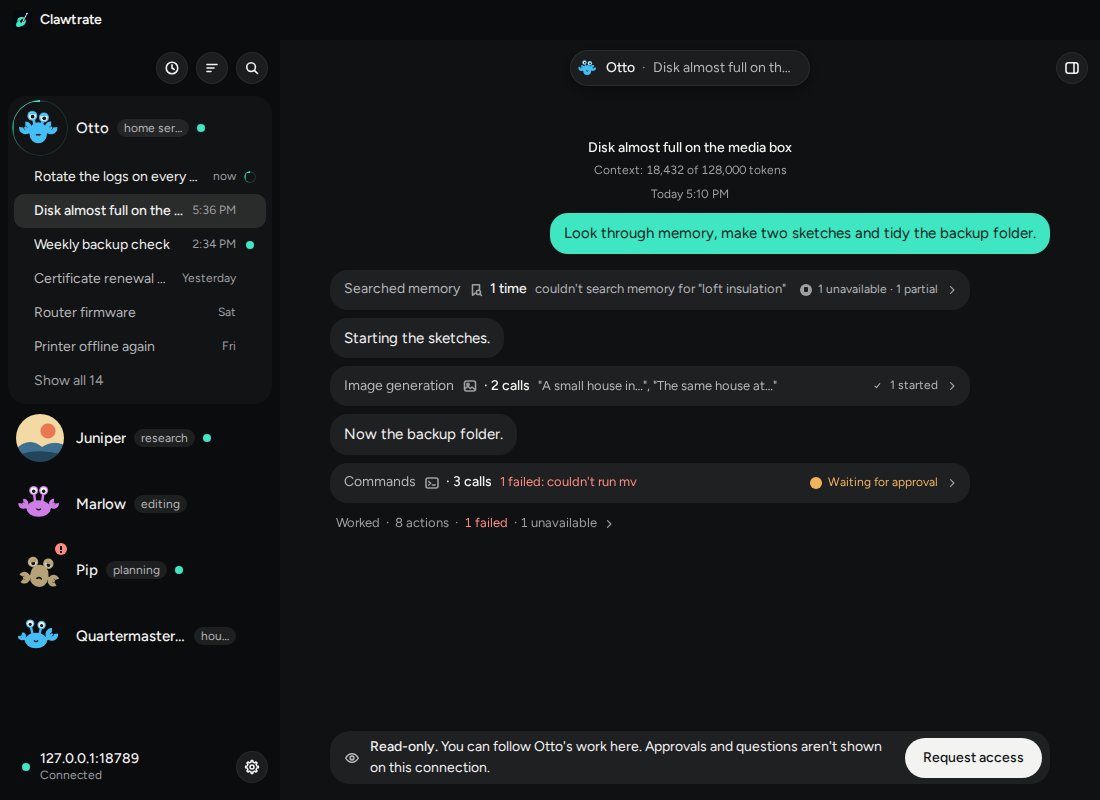 Clawtrate
Otto
home ser...
Rotate the logs on every ...
now
Disk almost full on the ...
5:36 PM
Weekly backup check
2:34 PM
Certificate renewal ...
Yesterday
Router firmware
Sat
Printer offline again
Fri
Show all 14
Juniper
research
Marlow
editing
Pip
planning
Quartermaster...
hou...
127.0.0.1:18789
Connected
Otto · Disk almost full on th...
Disk almost full on the media box
Context: 18,432 of 128,000 tokens
Today 5:10 PM
Look through memory, make two sketches and tidy the backup folder.
Searched memory 1 time couldn't search memory for "loft insulation" 1 unavailable · 1 partial
Starting the sketches.
Image generation · 2 calls "A small house in...", "The same house at..." ✓ 1 started
Now the backup folder.
Commands · 3 calls 1 failed: couldn't run mv Waiting for approval
Worked · 8 actions · 1 failed · 1 unavailable
Read-only. You can follow Otto's work here. Approvals and questions aren't shown
on this connection.
Request access